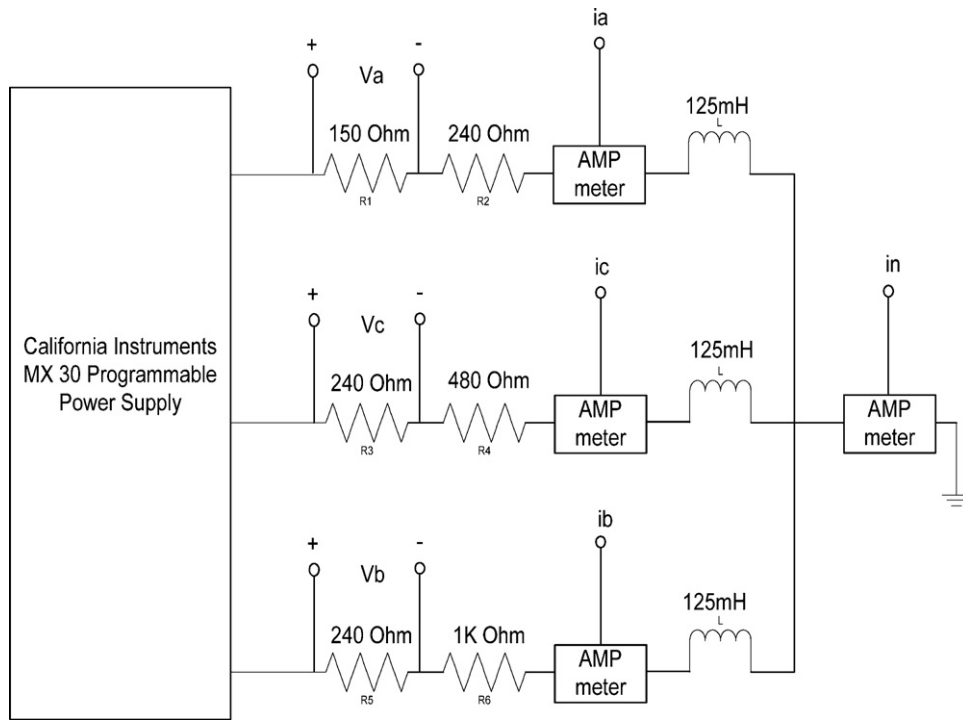 ia
+
-
Va
125mH
L
150 Ohm
240 Ohm
AMP
meter
R1
R2
ic
in
+
-
Vc
125mH
L
California Instruments
MX 30 Programmable
Power Supply
240 Ohm
480 Ohm
AMP
meter
AMP
meter
R3
R4
ib
+
-
Vb
125mH
L
240 Ohm
1K Ohm
AMP
meter
R5
R6